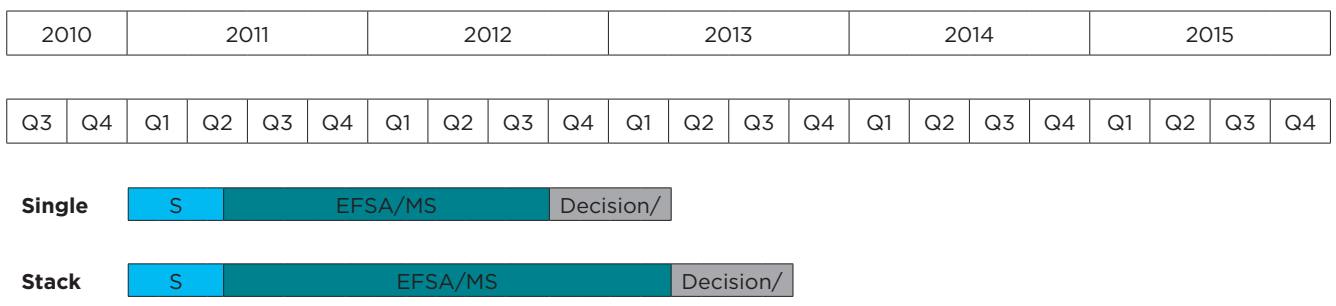 2010 2011 2012 2013 2014 2015
Q3 Q4 Q1 Q2 Q3 Q4 Q1 Q2 Q3 Q4 Q1 Q2 Q3 Q4 Q1 Q2 Q3 Q4 Q1 Q2 Q3 Q4
Single S EFSA/MS Decision/
Stack S EFSA/MS Decision/